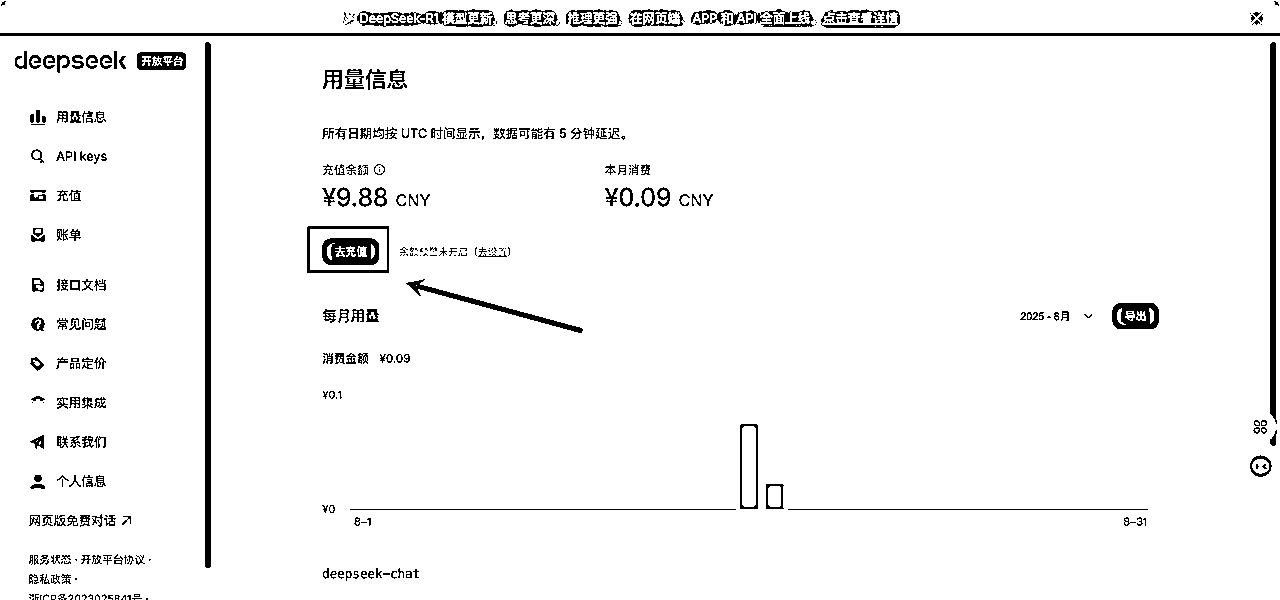 DeepSeek-R1 模型更新，思考更深，推理更强，在网页端、APP 和 API 全面上线，点击查看详情
deepseek 开放平台
用量信息
API keys
充值
账单
接口文档
常见问题
产品定价
实用集成
联系我们
个人信息
网页版免费对话
服务状态 · 开放平台协议 ·
隐私政策 ·
浙ICP备2023025841号 ·
用量信息
所有日期均按 UTC 时间显示，数据可能有 5 分钟延迟。
充值余额 本月消费
¥9.88 CNY ¥0.09 CNY
去充值 余额预警未开启（去设置）
每月用量 2025 - 8月 导出
消费金额 ¥0.09
¥0.1
¥0
8-1 8-31
deepseek-chat